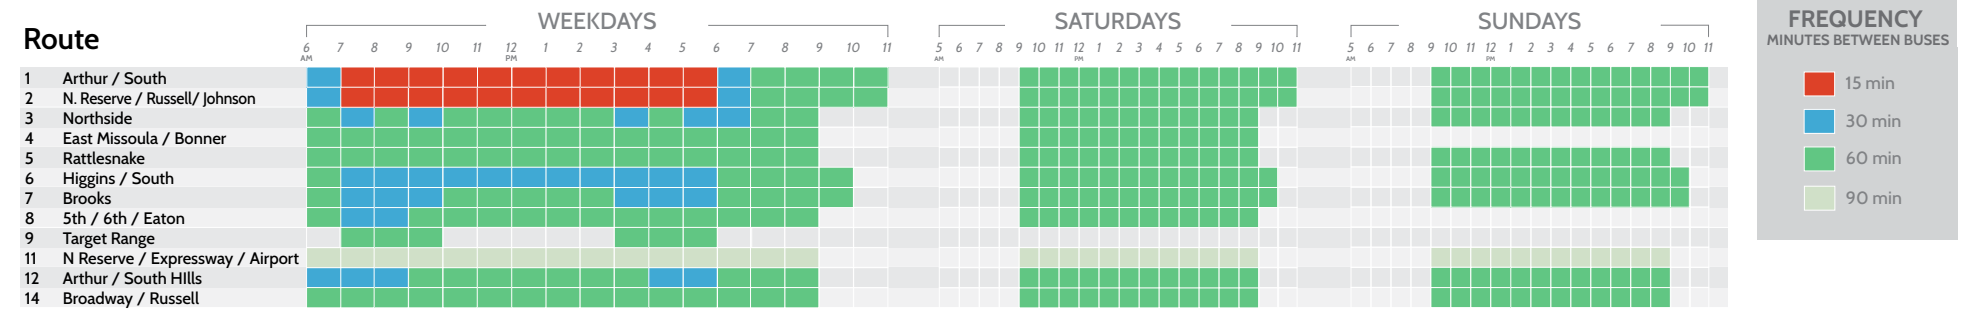 WEEKDAYS SATURDAYS SUNDAYS FREQUENCY
MINUTES BETWEEN BUSES
Route
6 7 8 9 10 11 12 1 2 3 4 5 6 7 8 9 10 11 5 6 7 8 9 10 11 12 1 2 3 4 5 6 7 8 9 10 11 5 6 7 8 9 10 11 12 1 2 3 4 5 6 7 8 9 10 11
AM PM AM PM AM PM
1 Arthur / South
2 N. Reserve / Russell/ Johnson
3 Northside
4 East Missoula / Bonner
5 Rattlesnake
6 Higgins / South
7 Brooks
8 5th / 6th / Eaton
9 Target Range
11 N Reserve / Expressway / Airport
12 Arthur / South HIlls
14 Broadway / Russell
15 min
30 min
60 min
90 min